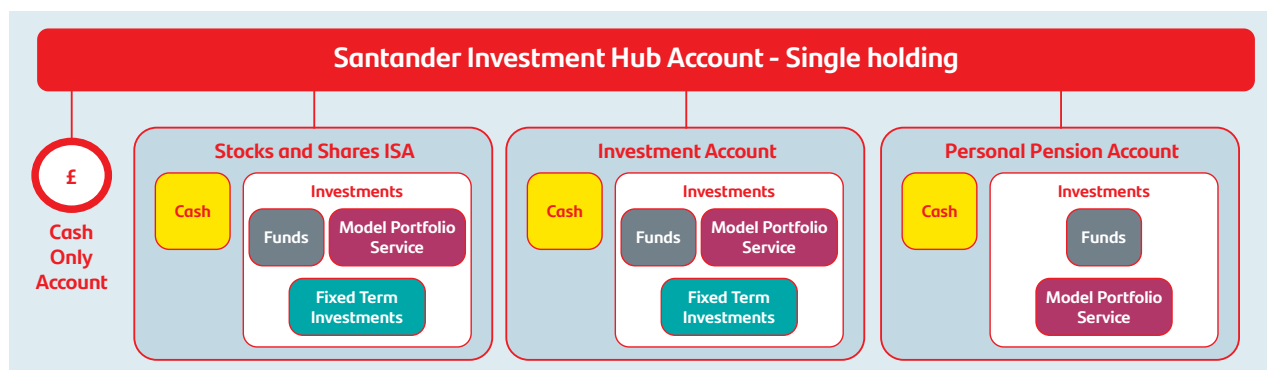 Santander Investment Hub Account - Single holding
£
Cash
Only
Account
Stocks and Shares ISA
Cash
Investments
Funds
Model Portfolio
Service
Fixed Term
Investments
Investment Account
Cash
Investments
Funds
Model Portfolio
Service
Fixed Term
Investments
Personal Pension Account
Cash
Investments
Funds
Model Portfolio
Service